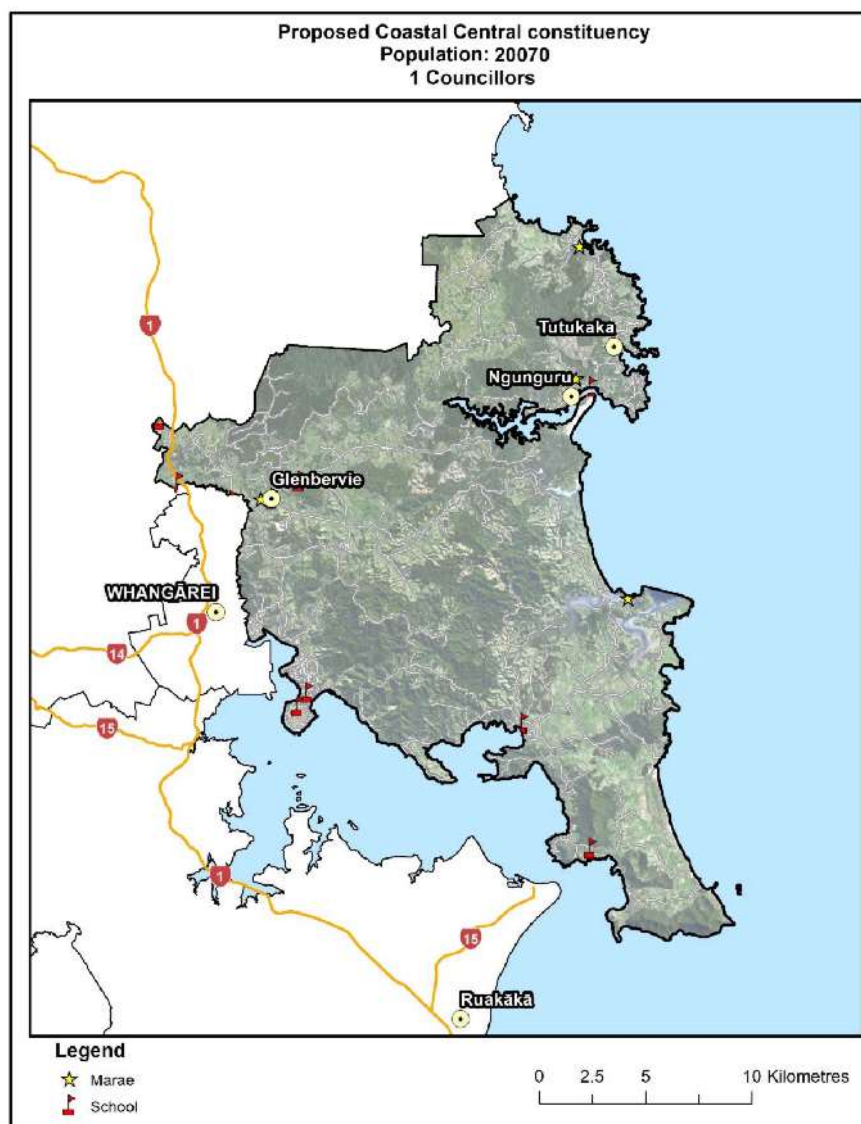 Proposed Coastal Central constituency
Population: 20070
1 Councillors
1
Tutukaka
Ngunguru
Glenbervie
WHANGĀREI
1
14
15
1
15
Ruakākā
Legend
Marae
School
0 2.5 5 10 Kilometres